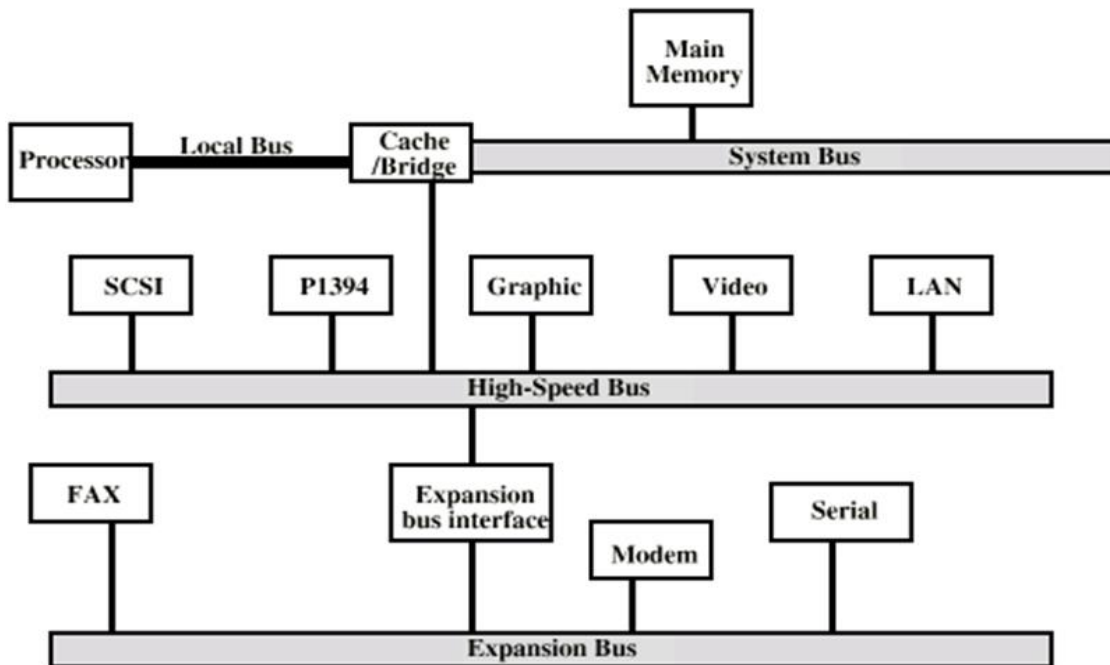 Main
Memory
Processor
Local Bus
Cache
/Bridge
System Bus
SCSI
P1394
Graphic
Video
LAN
High-Speed Bus
FAX
Expansion
bus interface
Modem
Serial
Expansion Bus